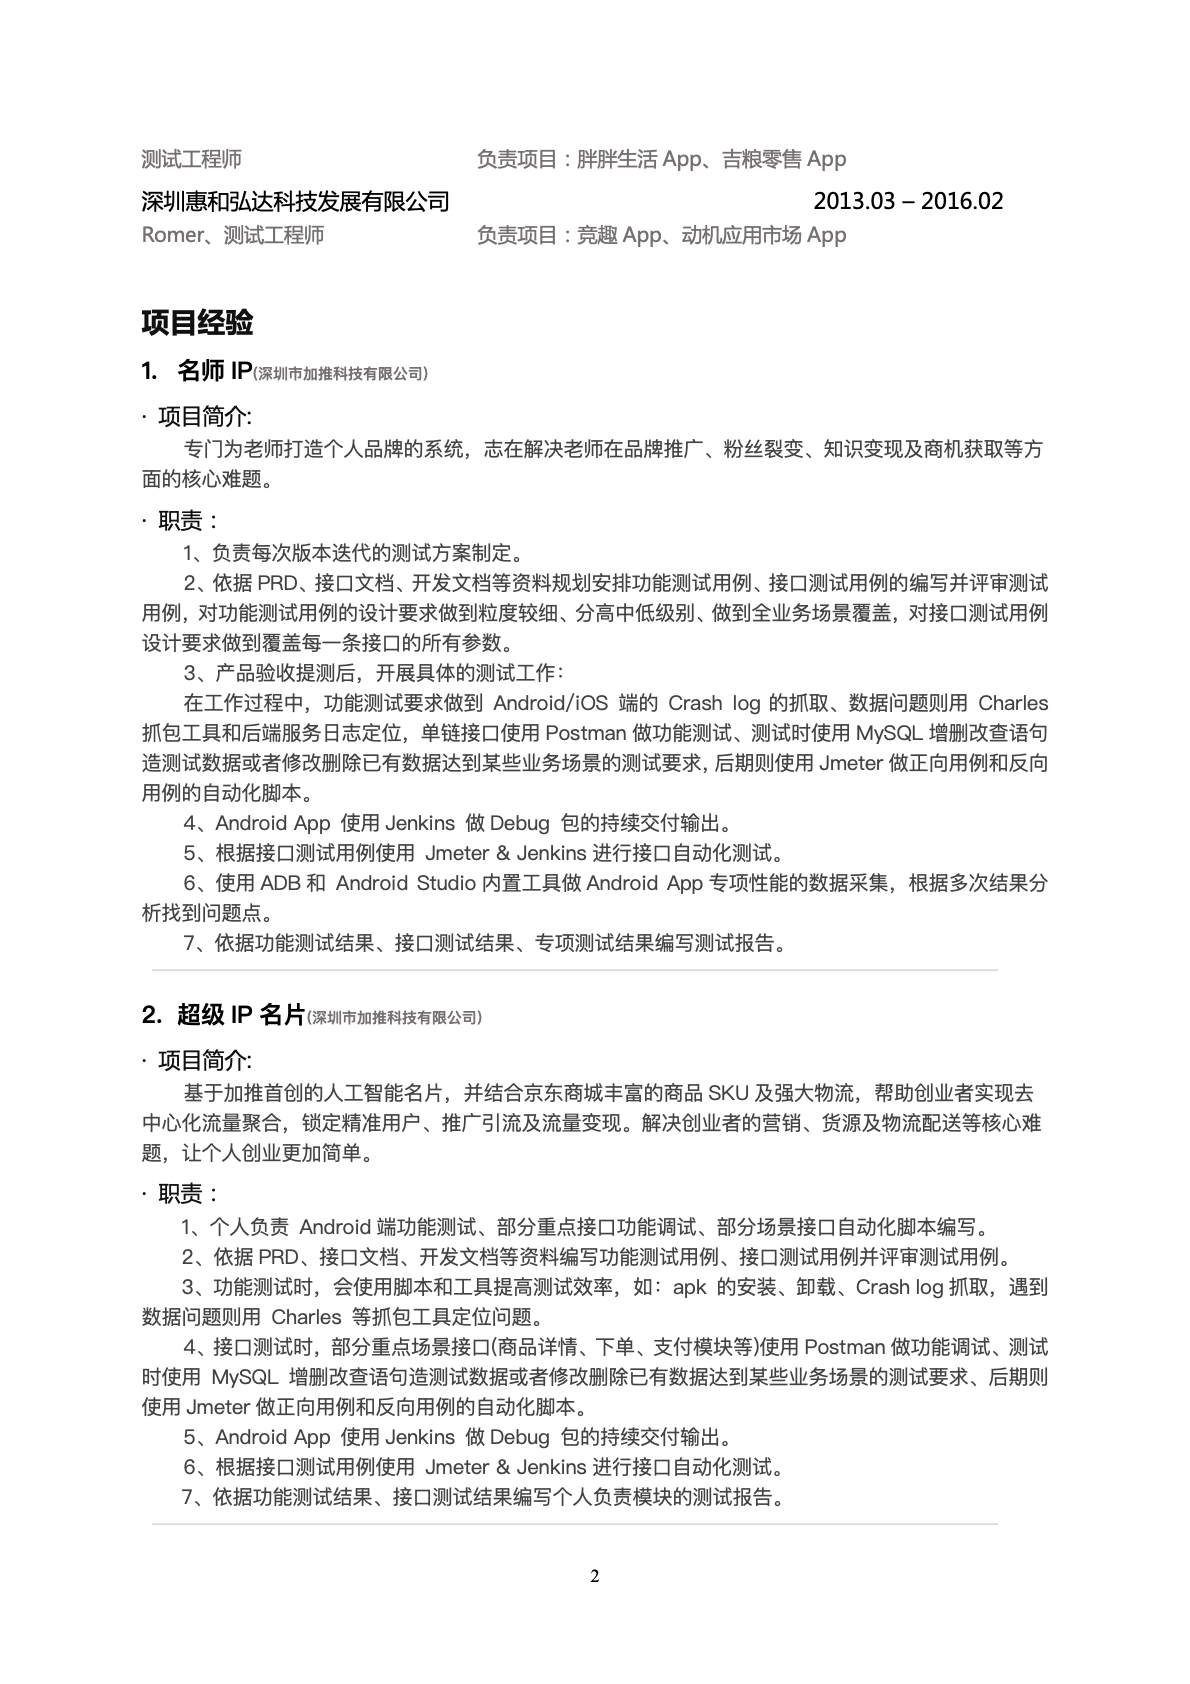 测试工程师 负责项目：胖胖生活 App、吉粮零售 App
深圳惠和弘达科技发展有限公司 2013.03 – 2016.02
Romer、测试工程师 负责项目：竞趣 App、动机应用市场 App
项目经验
1. 名师 IP(深圳市加推科技有限公司)
· 项目简介:
专门为老师打造个人品牌的系统，志在解决老师在品牌推广、粉丝裂变、知识变现及商机获取等方
面的核心难题。
· 职责：
1、负责每次版本迭代的测试方案制定。
2、依据 PRD、接口文档、开发文档等资料规划安排功能测试用例、接口测试用例的编写并评审测试
用例，对功能测试用例的设计要求做到粒度较细、分高中低级别、做到全业务场景覆盖，对接口测试用例
设计要求做到覆盖每一条接口的所有参数。
3、产品验收提测后，开展具体的测试工作：
在工作过程中，功能测试要求做到 Android/iOS 端的 Crash log 的抓取、数据问题则用 Charles
抓包工具和后端服务日志定位，单链接口使用 Postman 做功能测试、测试时使用 MySQL 增删改查语句
造测试数据或者修改删除已有数据达到某些业务场景的测试要求，后期则使用 Jmeter 做正向用例和反向
用例的自动化脚本。
4、Android App 使用 Jenkins 做 Debug 包的持续交付输出。
5、根据接口测试用例使用 Jmeter & Jenkins 进行接口自动化测试。
6、使用 ADB 和 Android Studio 内置工具做 Android App 专项性能的数据采集，根据多次结果分
析找到问题点。
7、依据功能测试结果、接口测试结果、专项测试结果编写测试报告。
2. 超级 IP 名片(深圳市加推科技有限公司)
· 项目简介:
基于加推首创的人工智能名片，并结合京东商城丰富的商品 SKU 及强大物流，帮助创业者实现去
中心化流量聚合，锁定精准用户、推广引流及流量变现。解决创业者的营销、货源及物流配送等核心难
题，让个人创业更加简单。
· 职责：
1、个人负责 Android 端功能测试、部分重点接口功能调试、部分场景接口自动化脚本编写。
2、依据 PRD、接口文档、开发文档等资料编写功能测试用例、接口测试用例并评审测试用例。
3、功能测试时，会使用脚本和工具提高测试效率，如：apk 的安装、卸载、Crash log 抓取，遇到
数据问题则用 Charles 等抓包工具定位问题。
4、接口测试时，部分重点场景接口(商品详情、下单、支付模块等)使用 Postman 做功能调试、测试
时使用 MySQL 增删改查语句造测试数据或者修改删除已有数据达到某些业务场景的测试要求、后期则
使用 Jmeter 做正向用例和反向用例的自动化脚本。
5、Android App 使用 Jenkins 做 Debug 包的持续交付输出。
6、根据接口测试用例使用 Jmeter & Jenkins 进行接口自动化测试。
7、依据功能测试结果、接口测试结果编写个人负责模块的测试报告。
2